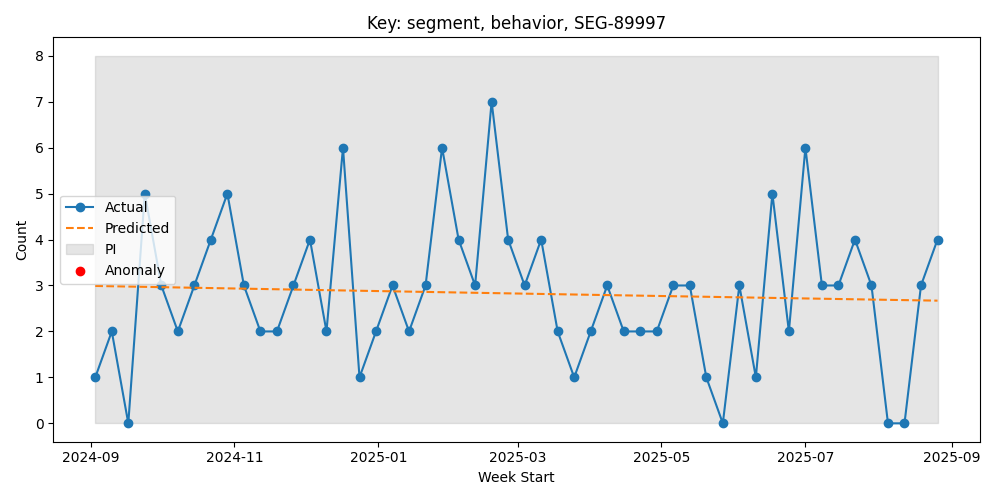 Key: segment, behavior, SEG-89997
8
7
6
5
4
3
2
1
0
Count
Actual
Predicted
PI
Anomaly
2024-09
2024-11
2025-01
2025-03
2025-05
2025-07
2025-09
Week Start